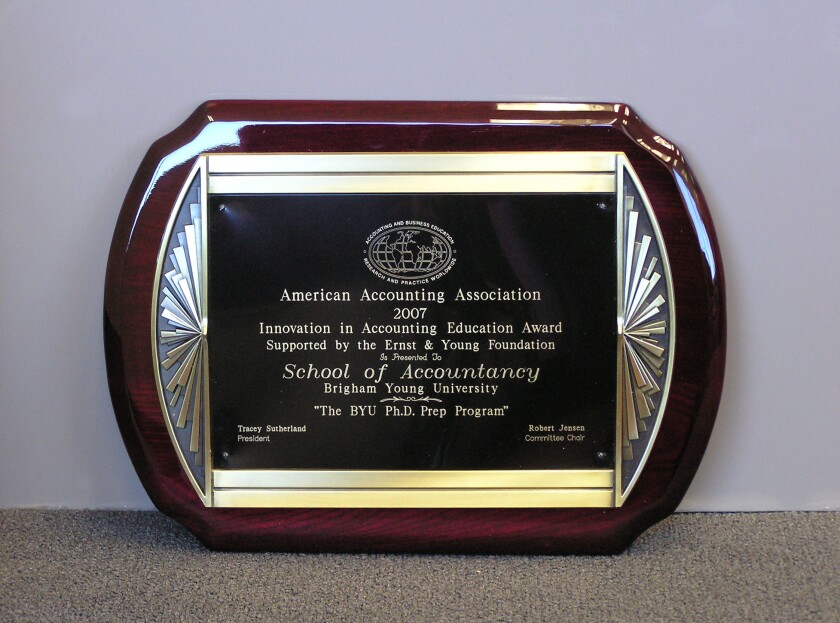 ACCOUNTING AND BUSINESS EDUCATION
RESEARCH AND PRACTICE WORLDWIDE
American Accounting Association
2007
Innovation in Accounting Education Award
Supported by the Ernst & Young Foundation
Is Presented To
School of Accountancy
Brigham Young University
"The BYU Ph.D. Prep Program"
Tracey Sutherland
President
Robert Jensen
Committee Chair